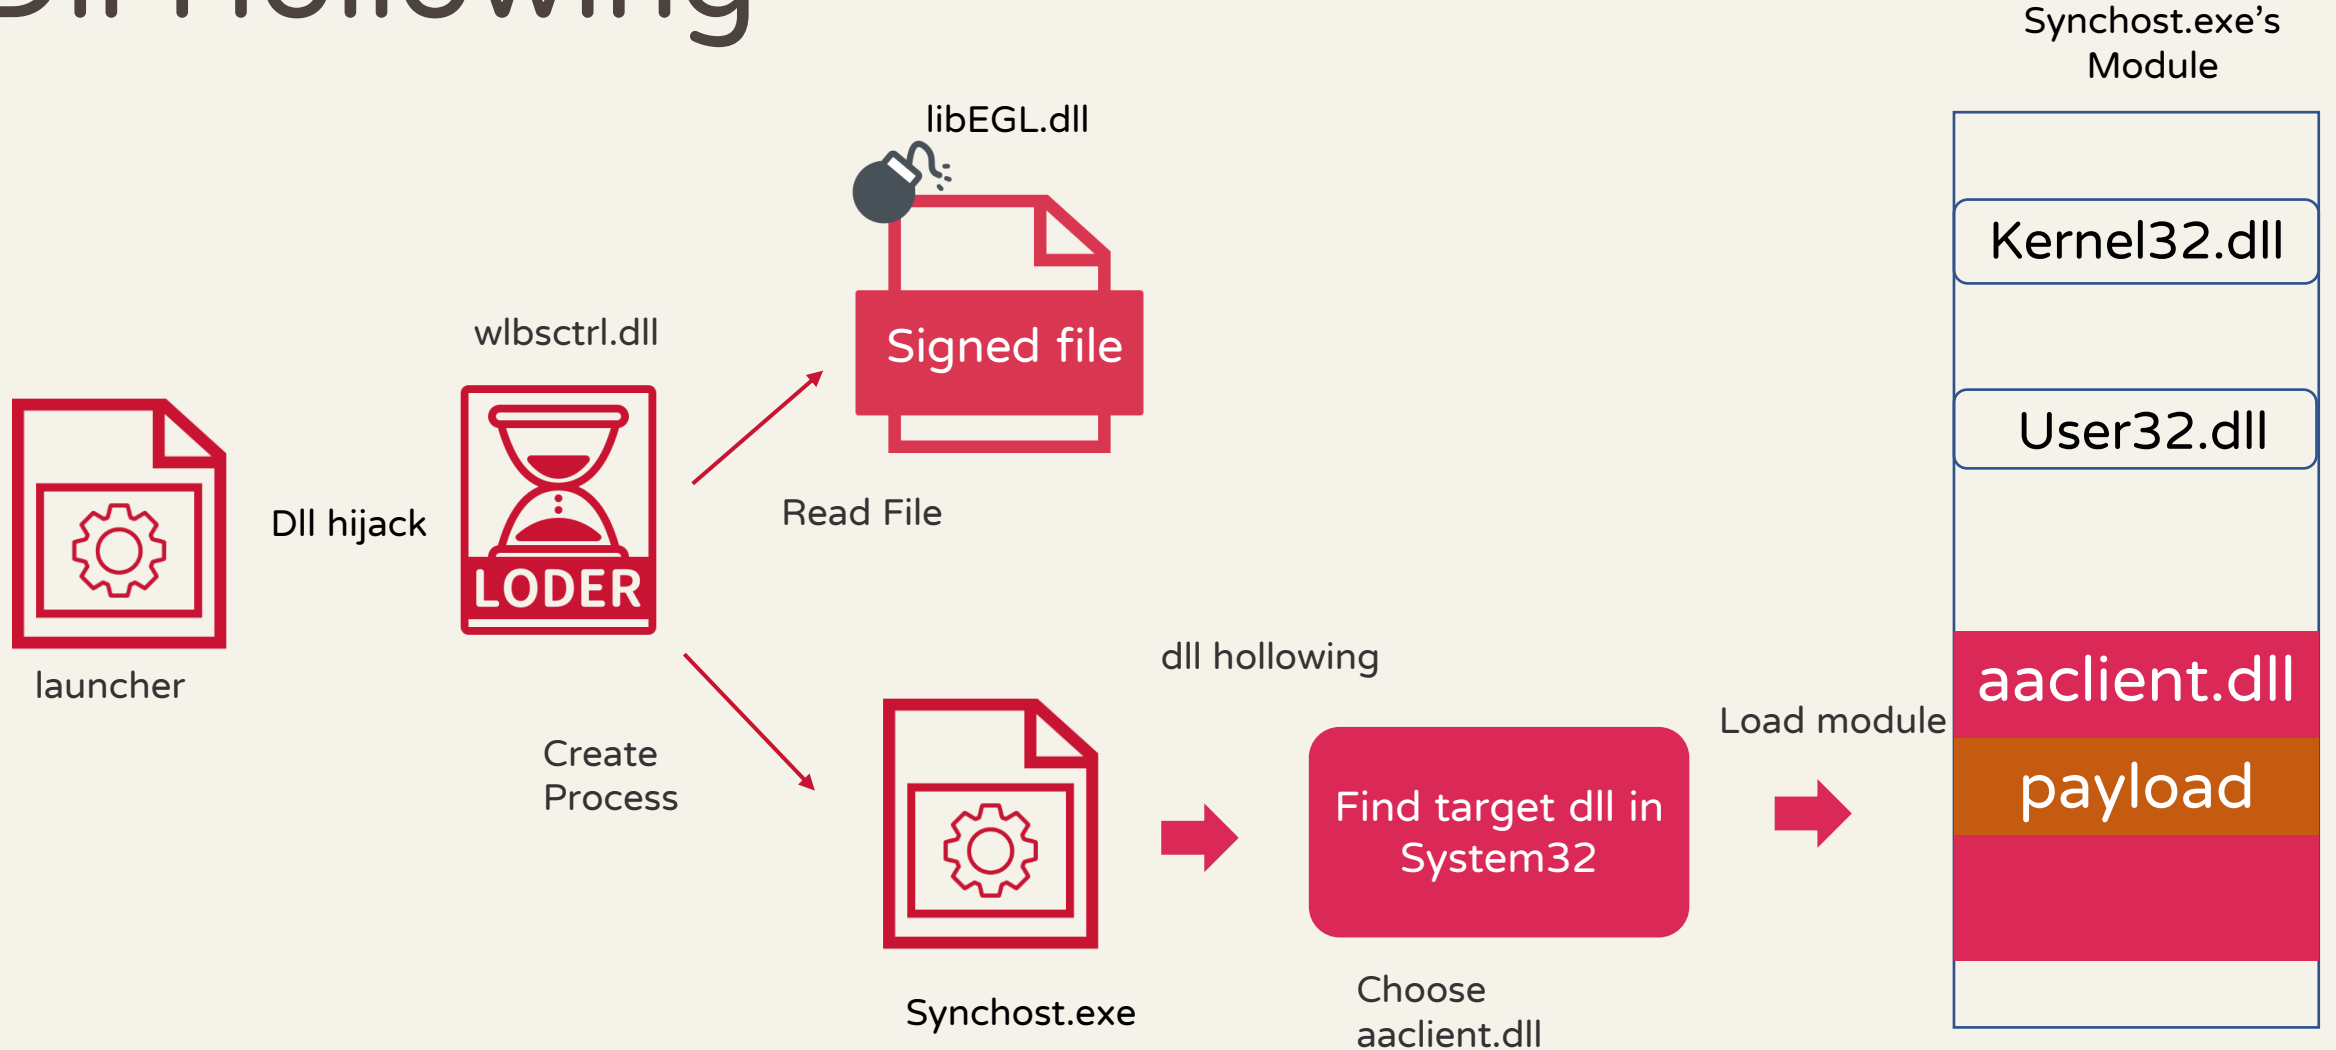 Dll Hollowing
Synchost.exe’s
Module
libEGL.dll
Kernel32.dll
wlbsctrl.dll
Signed file
User32.dll
Dll hijack
Read File
LODER
launcher
dll hollowing
aaclient.dll
Load module
Create
Process
payload
Find target dll in
System32
Synchost.exe
Choose
aaclient.dll